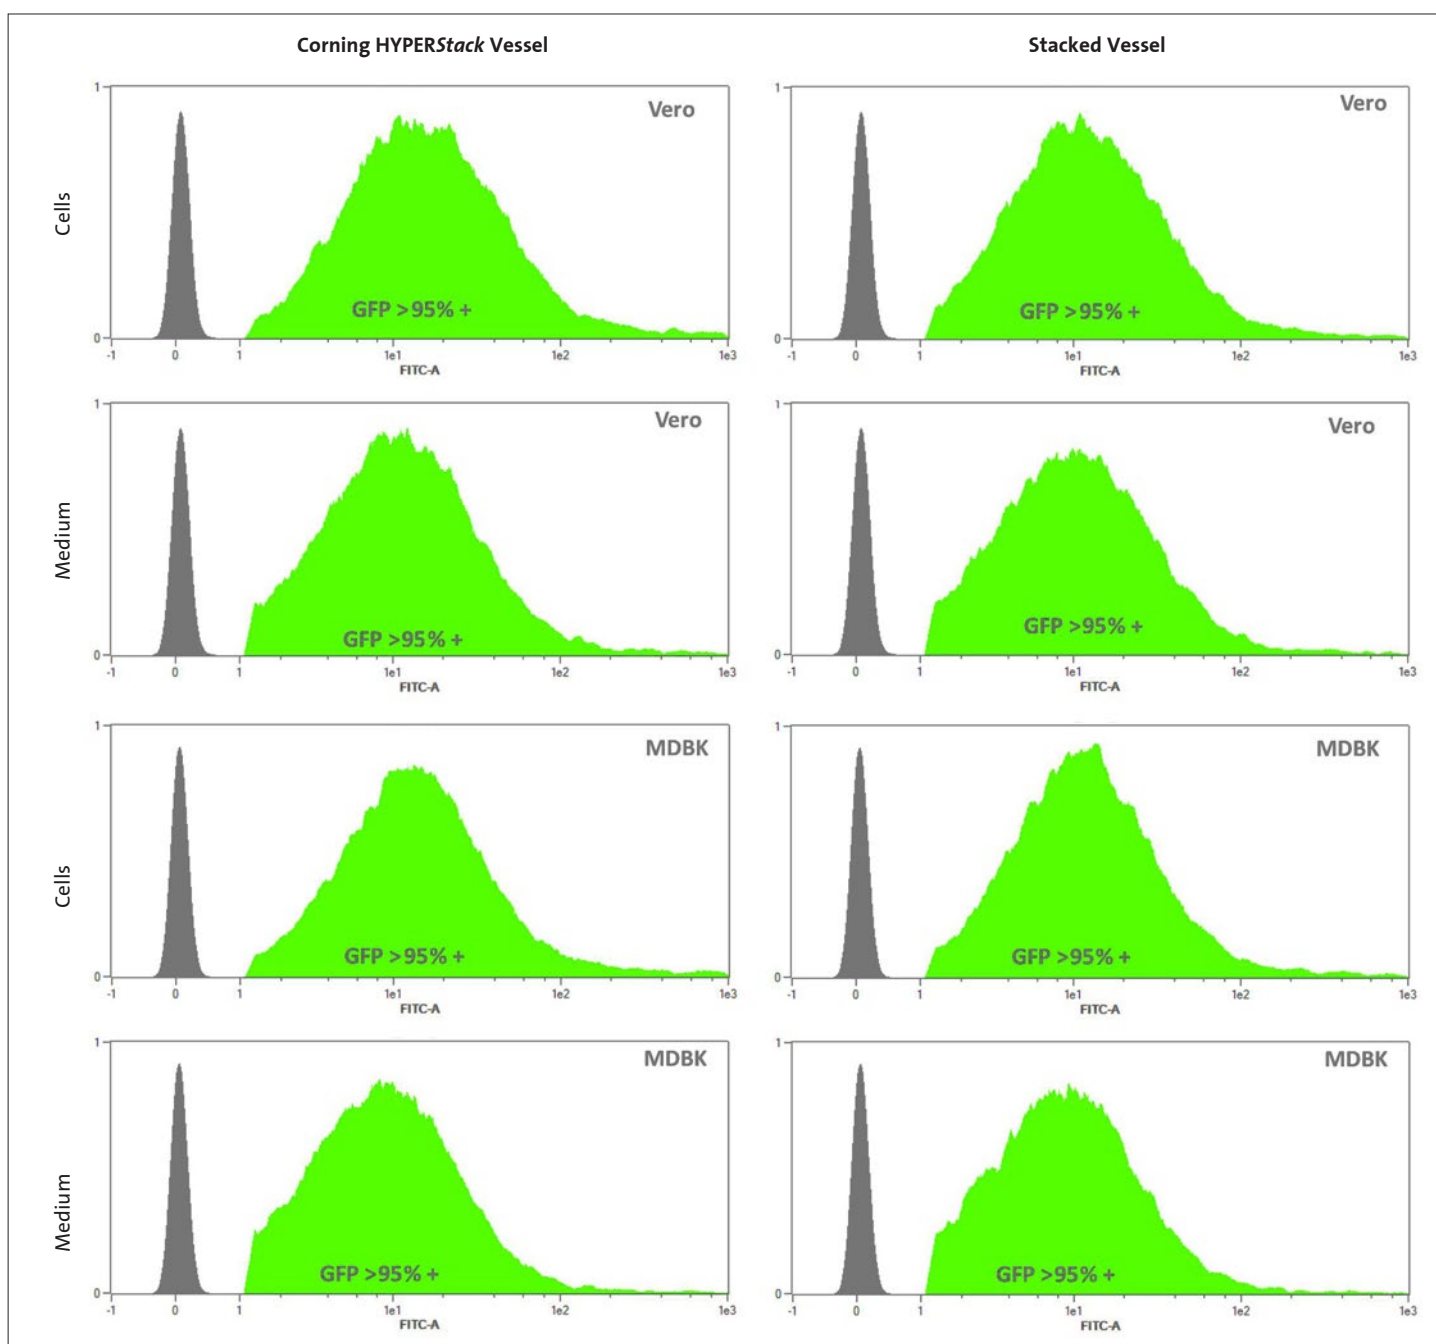 Corning HYPERStack Vessel
Stacked Vessel
Cells
1
Vero
GFP >95% +
0
-1 0 1 1e1 1e2 1e3
FITC-A
1
Vero
GFP >95% +
0
-1 0 1 1e1 1e2 1e3
FITC-A
Medium
1
Vero
GFP >95% +
0
-1 0 1 1e1 1e2 1e3
FITC-A
1
Vero
GFP >95% +
0
-1 0 1 1e1 1e2 1e3
FITC-A
Cells
1
MDBK
GFP >95% +
0
-1 0 1 1e1 1e2 1e3
FITC-A
1
MDBK
GFP >95% +
0
-1 0 1 1e1 1e2 1e3
FITC-A
Medium
1
MDBK
GFP >95% +
0
-1 0 1 1e1 1e2 1e3
FITC-A
1
MDBK
GFP >95% +
0
-1 0 1 1e1 1e2 1e3
FITC-A